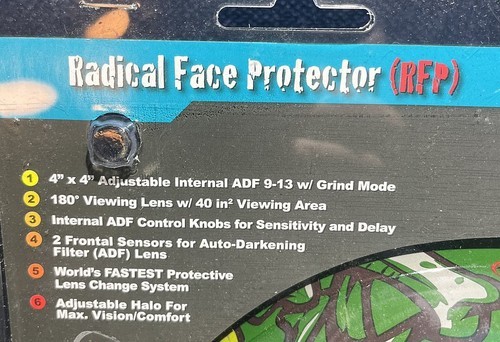 Radical Face Protector (RFP)
1 4" x 4" Adjustable Internal ADF 9-13 w/ Grind Mode
2 180° Viewing Lens w/ 40 in² Viewing Area
3 Internal ADF Control Knobs for Sensitivity and Delay
4 2 Frontal Sensors for Auto-Darkening
Filter (ADF) Lens
5 World's FASTEST Protective
Lens Change System
6 Adjustable Halo For
Max. Vision/Comfort